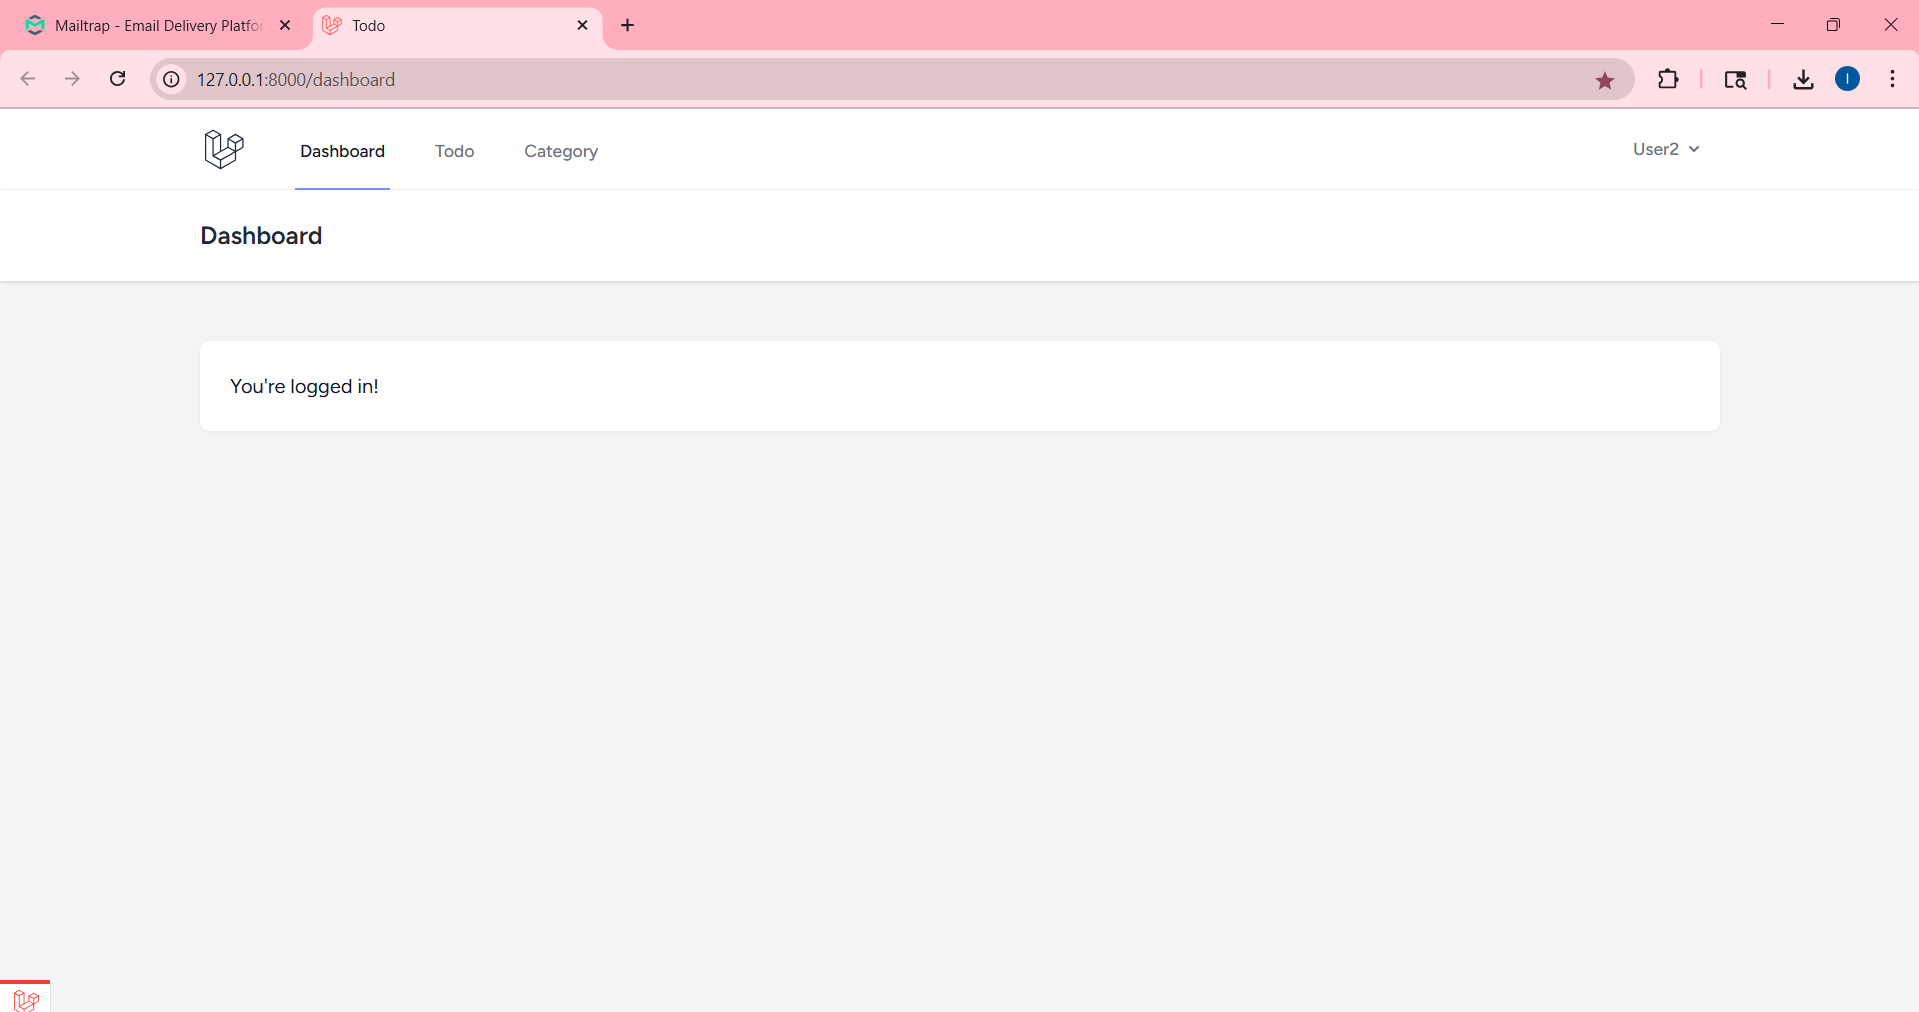 Mailtrap - Email Delivery Platfor
Todo
127.0.0.1:8000/dashboard
I
Dashboard
Todo
Category
User2
Dashboard
You're logged in!